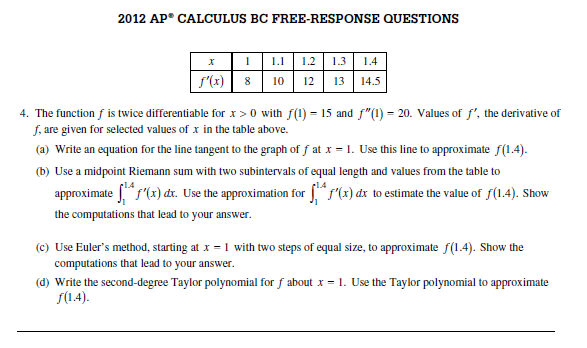 2012 AP® CALCULUS BC FREE-RESPONSE QUESTIONS
x 1 1.1 1.2 1.3 1.4
f′(x) 8 10 12 13 14.5
4. The function f is twice differentiable for x > 0 with f(1) = 15 and f″(1) = 20. Values of f′, the derivative of
f, are given for selected values of x in the table above.
(a) Write an equation for the line tangent to the graph of f at x = 1. Use this line to approximate f(1.4).
(b) Use a midpoint Riemann sum with two subintervals of equal length and values from the table to
approximate ∫₁^1.4 f′(x) dx. Use the approximation for ∫₁^1.4 f′(x) dx to estimate the value of f(1.4). Show
the computations that lead to your answer.
(c) Use Euler's method, starting at x = 1 with two steps of equal size, to approximate f(1.4). Show the
computations that lead to your answer.
(d) Write the second-degree Taylor polynomial for f about x = 1. Use the Taylor polynomial to approximate
f(1.4).